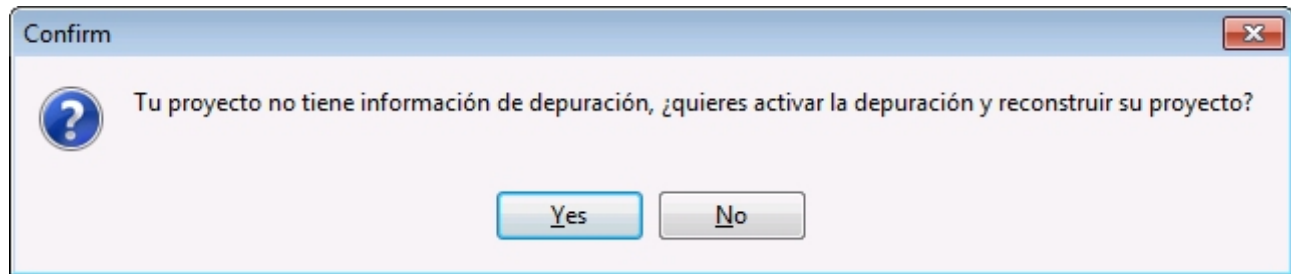 Confirm
Tu proyecto no tiene información de depuración, ¿quieres activar la depuración y reconstruir su proyecto?
Yes
No